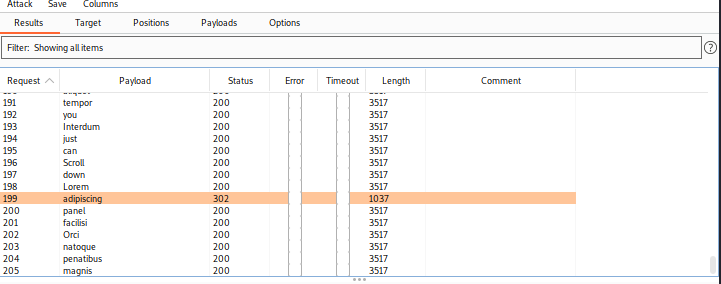 Attack Save Columns
Results Target Positions Payloads Options
Filter: Showing all items
?
Request Payload Status Error Timeout Length Comment
191 tempor 200 3517
192 you 200 3517
193 Interdum 200 3517
194 just 200 3517
195 can 200 3517
196 Scroll 200 3517
197 down 200 3517
198 Lorem 200 3517
199 adipiscing 302 1037
200 panel 200 3517
201 facilisi 200 3517
202 Orci 200 3517
203 natoque 200 3517
204 penatibus 200 3517
205 magnis 200 3517